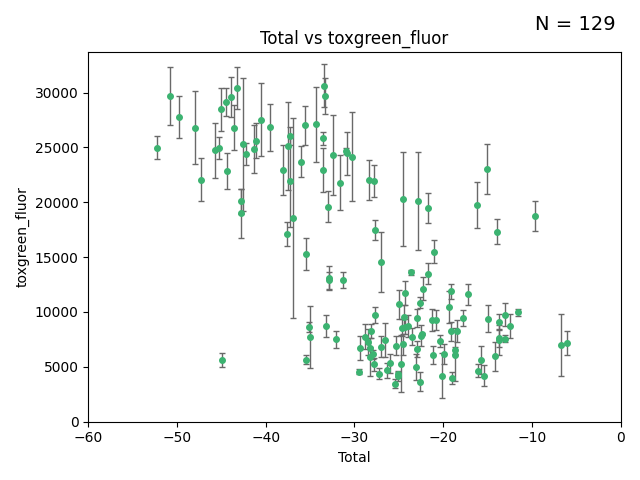 N = 129
Total vs toxgreen_fluor
toxgreen_fluor
30000
25000
20000
15000
10000
5000
0
−60 −50 −40 −30 −20 −10 0
Total